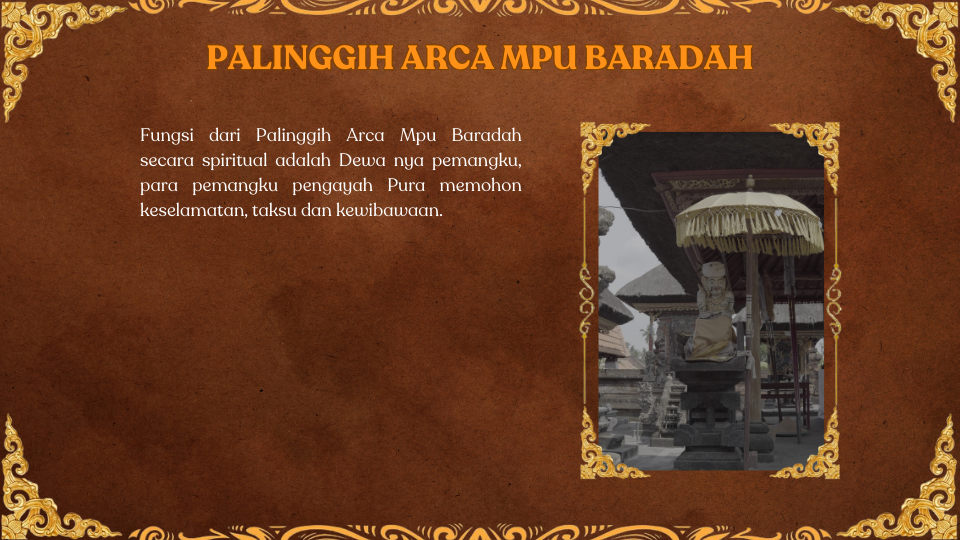 PALINGGIH ARCA MPU BARADAH
Fungsi dari Palinggih Arca Mpu Baradah
secara spiritual adalah Dewa nya pemangku,
para pemangku pengayah Pura memohon
keselamatan, taksu dan kewibawaan.